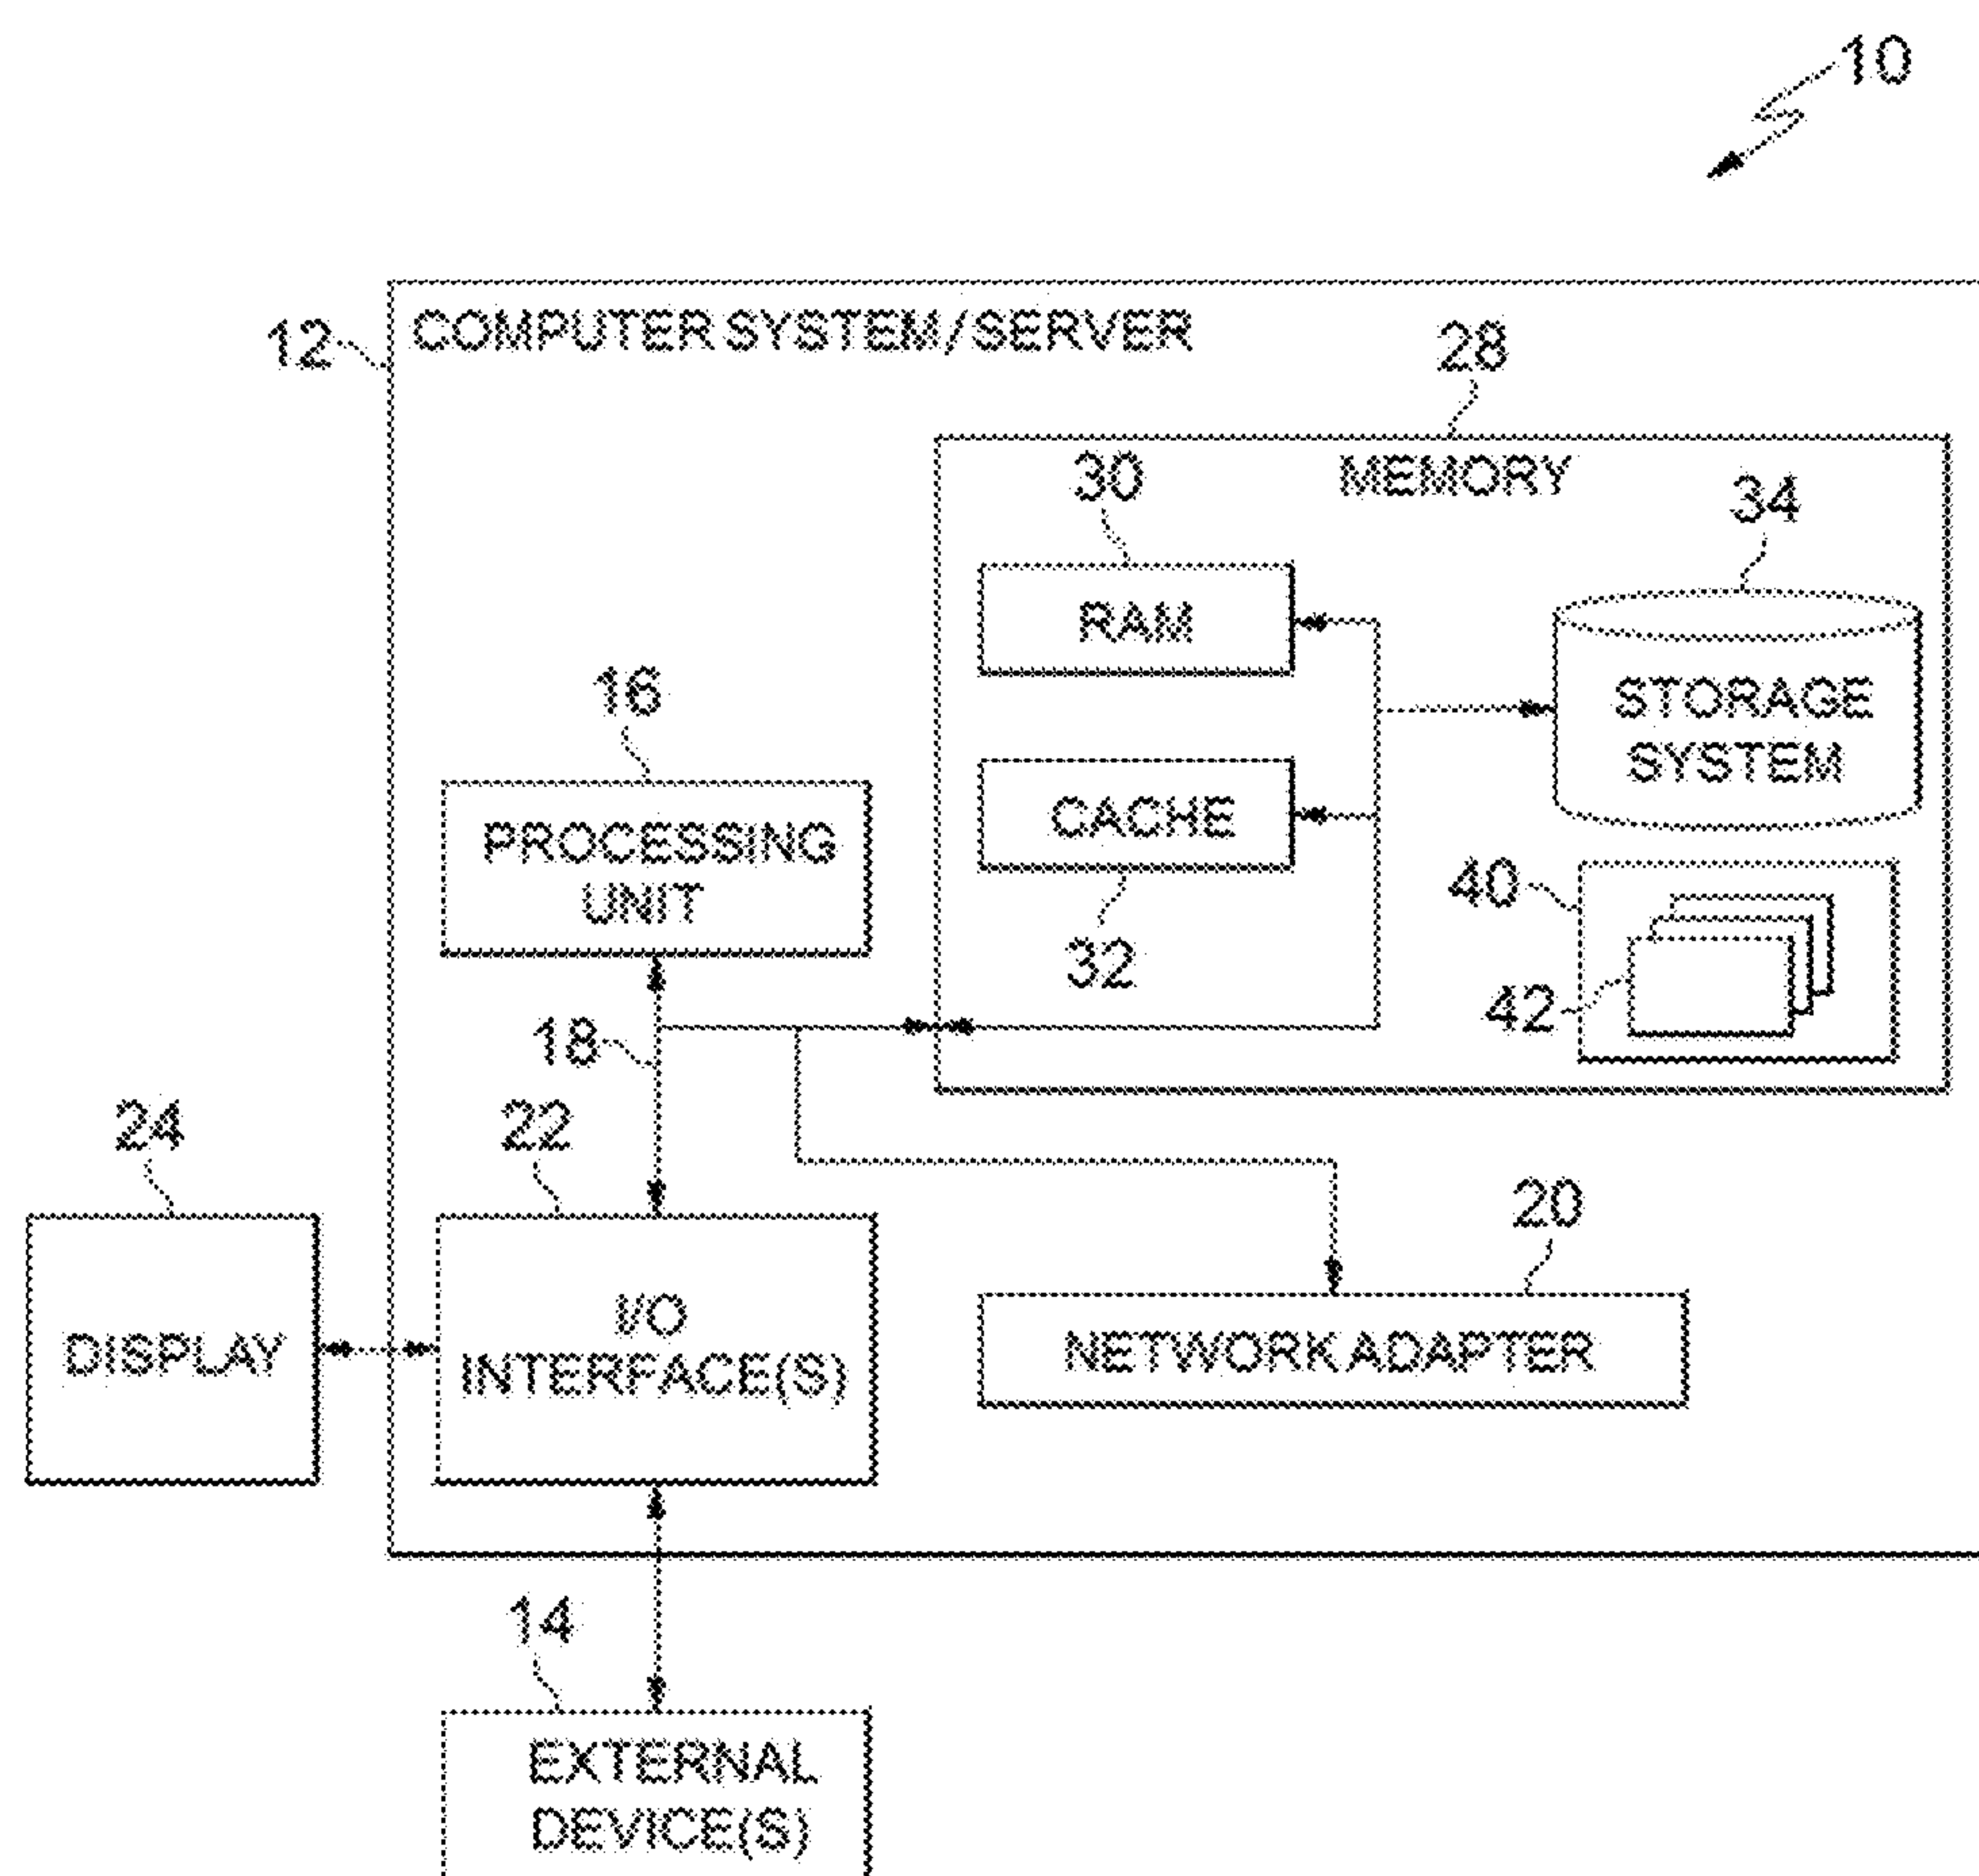 10
12
COMPUTER SYSTEM/SERVER
28
MEMORY
30
34
RAM
STORAGE
SYSTEM
16
CACHE
PROCESSING
UNIT
40
32
42
18
24
22
20
I/O
INTERFACE(S)
DISPLAY
NETWORK ADAPTER
14
EXTERNAL
DEVICE(S)